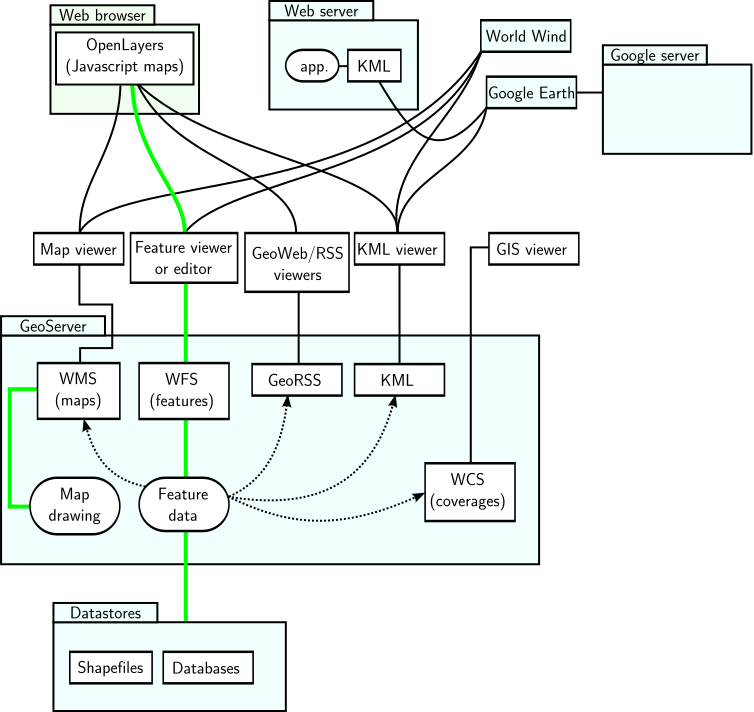 Web browser
OpenLayers
(Javascript maps)
Web server
app.
KML
World Wind
Google server
Google Earth
Map viewer
Feature viewer
or editor
GeoWeb/RSS
viewers
KML viewer
GIS viewer
GeoServer
WMS
(maps)
WFS
(features)
GeoRSS
KML
Map
drawing
Feature
data
WCS
(coverages)
Datastores
Shapefiles
Databases